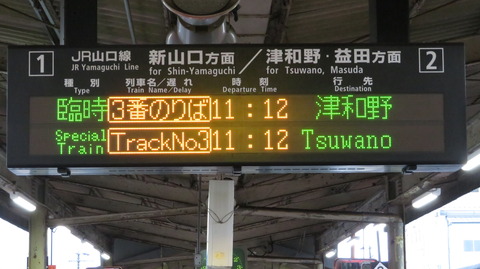 1 JR山口線 新山口方面／津和野・益田方面 2
JR Yamaguchi Line for Shin-Yamaguchi for Tsuwano, Masuda
種別 列車名／遅れ 時刻 行先
Type Train Name/Delay Departure Time Destination
臨時 3番のりば 11:12 津和野
Special Train TrackNo3 11:12 Tsuwano